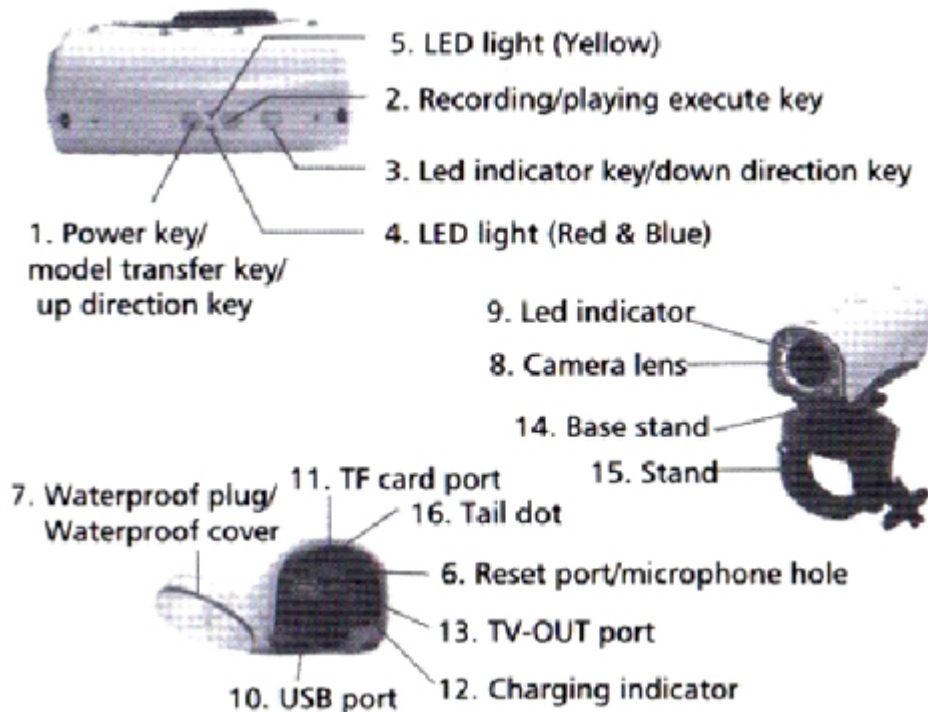 5. LED light (Yellow)
2. Recording/playing execute key
3. Led indicator key/down direction key
4. LED light (Red & Blue)
1. Power key/
model transfer key/
up direction key
9. Led indicator
8. Camera lens
14. Base stand
15. Stand
7. Waterproof plug/
Waterproof cover
11. TF card port
16. Tail dot
6. Reset port/microphone hole
13. TV-OUT port
12. Charging indicator
10. USB port